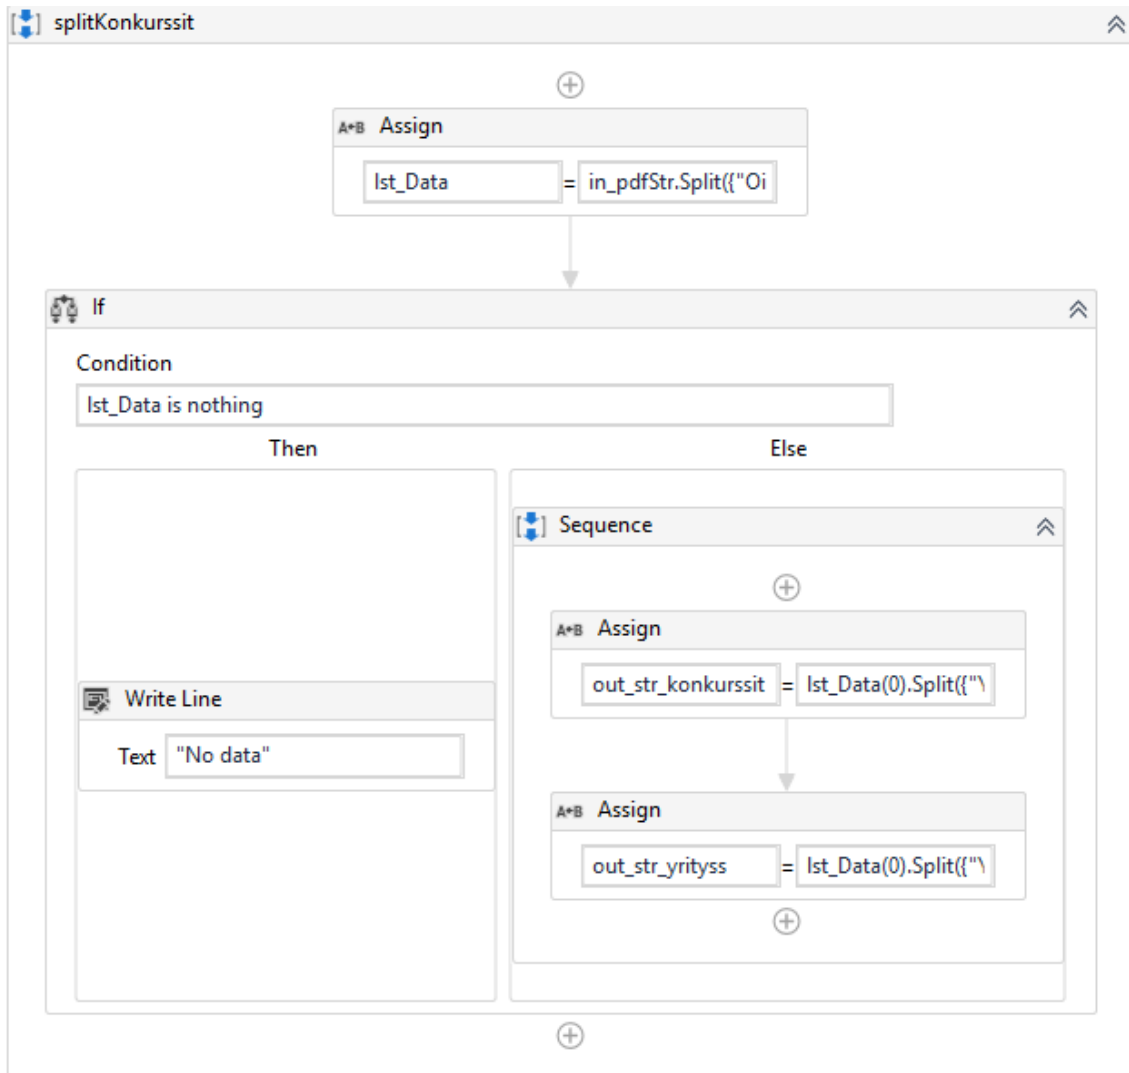 splitKonkurssit
A+B Assign
lst_Data = in_pdfStr.Split({"Oi
If
Condition
lst_Data is nothing
Then Else
Sequence
A+B Assign
out_str_konkurssit = lst_Data(0).Split({"
Write Line
Text "No data"
A+B Assign
out_str_yrityss = lst_Data(0).Split({"